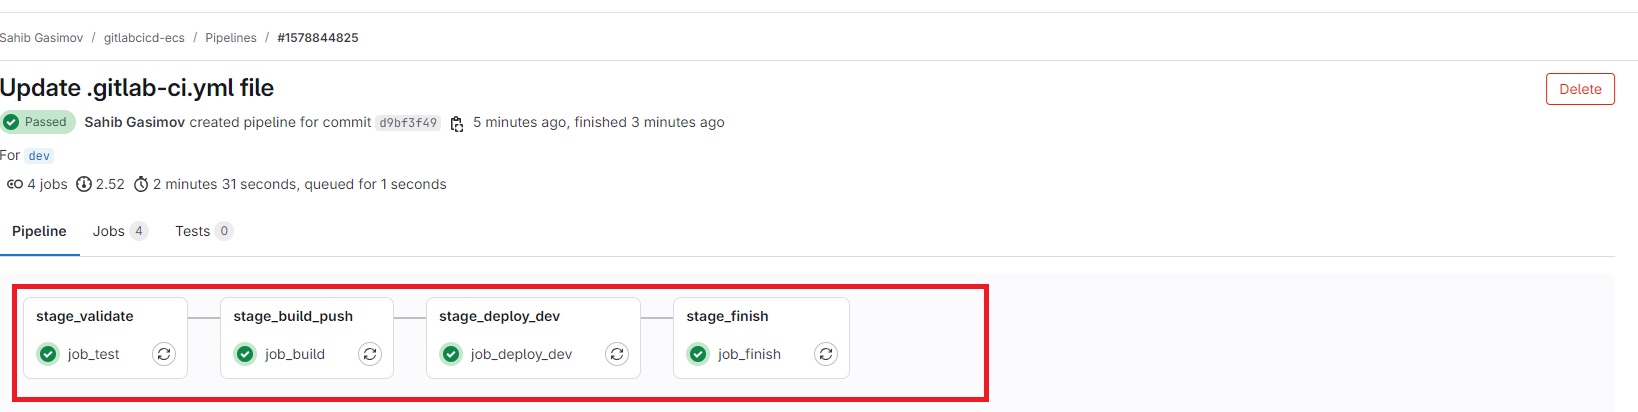 Sahib Gasimov / gitlabcicd-ecs / Pipelines / #1578844825
Update .gitlab-ci.yml file
Delete
Passed Sahib Gasimov created pipeline for commit d9bf3f49 5 minutes ago, finished 3 minutes ago
For dev
4 jobs 2.52 2 minutes 31 seconds, queued for 1 seconds
Pipeline Jobs 4 Tests 0
stage_validate stage_build_push stage_deploy_dev stage_finish
job_test job_build job_deploy_dev job_finish